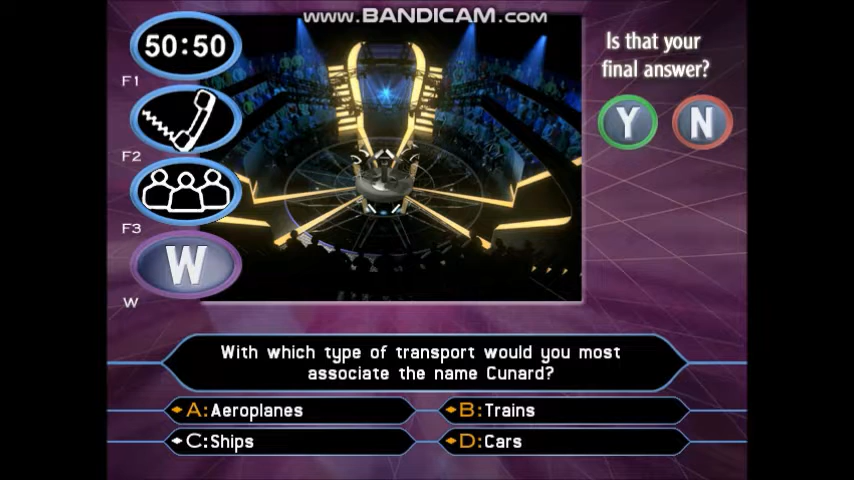 www.BANDICAM.com
50:50
F1
F2
F3
W
W
Is that your
final answer?
Y N
With which type of transport would you most
associate the name Cunard?
A:Aeroplanes
B:Trains
C:Ships
D:Cars